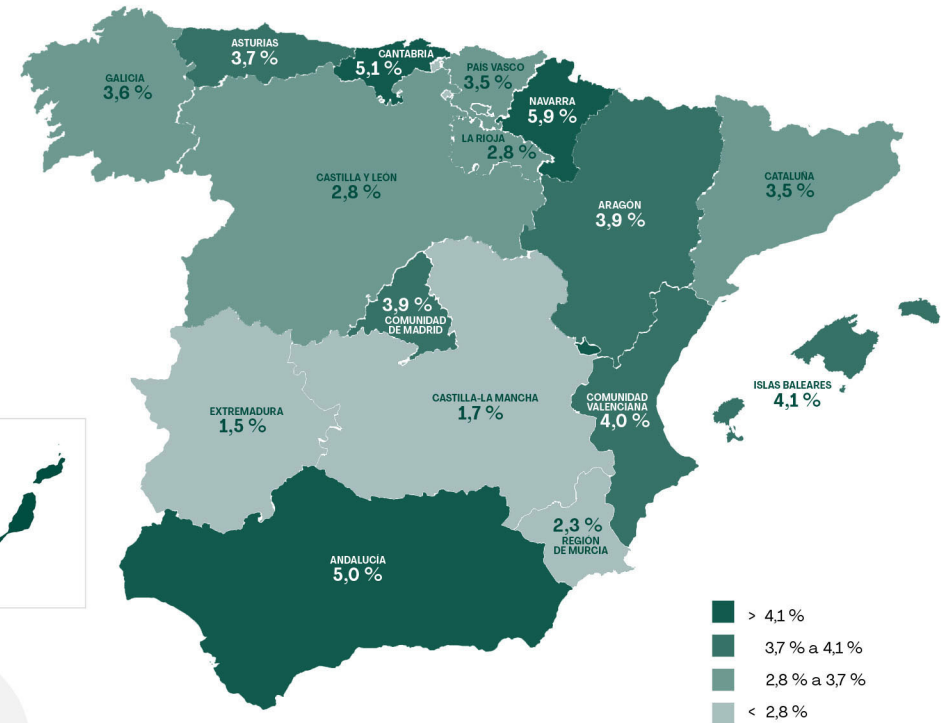 ASTURIAS
3,7 %
CANTABRIA
5,1 %
PAIS VASCO
3,5 %
GALICIA
3,6 %
NAVARRA
5,9 %
LA RIOJA
2,8 %
CASTILLA Y LEÓN
2,8 %
CATALUÑA
3,5 %
ARAGÓN
3,9 %
3,9 %
COMUNIDAD
DE MADRID
ISLAS BALEARES
4,1 %
CASTILLA-LA MANCHA
1,7 %
COMUNIDAD
VALENCIANA
4,0 %
EXTREMADURA
1,5 %
2,3 %
REGIÓN
DE MURCIA
ANDALUCÍA
5,0 %
> 4,1 %
3,7 % a 4,1 %
2,8 % a 3,7 %
< 2,8 %